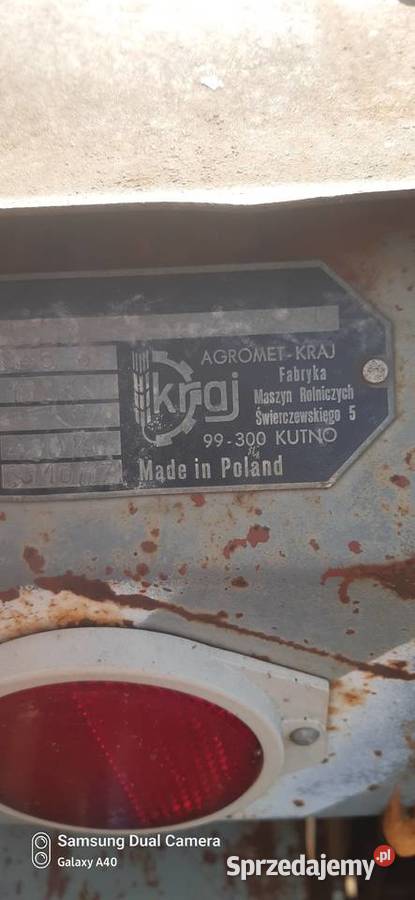 AGROMET-KRAJ
Fabryka
Maszyn Rolniczych
Świerczewskiego 5
99-300 KUTNO
kraj
Made in Poland
Samsung Dual Camera
Galaxy A40
Sprzedajemy.pl